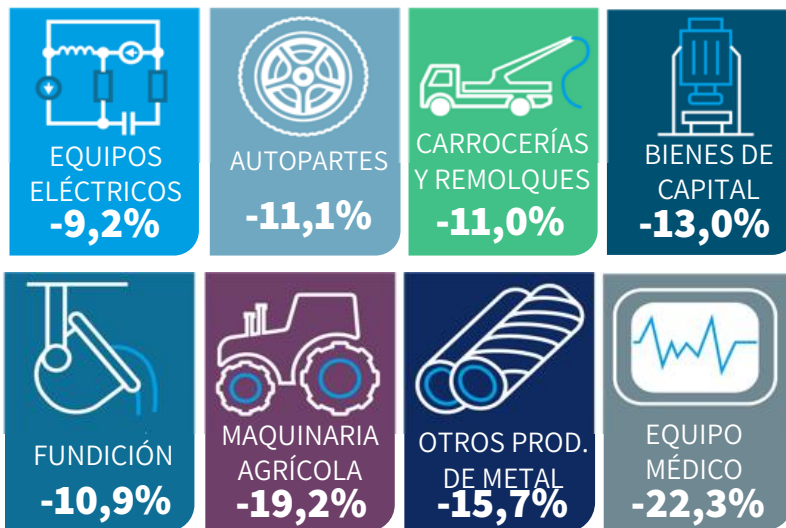 EQUIPOS
ELÉCTRICOS
-9,2%
AUTOPARTES
-11,1%
CARROCERÍAS
Y REMOLQUES
-11,0%
BIENES DE
CAPITAL
-13,0%
FUNDICIÓN
-10,9%
MAQUINARIA
AGRÍCOLA
-19,2%
OTROS PROD.
DE METAL
-15,7%
EQUIPO
MÉDICO
-22,3%